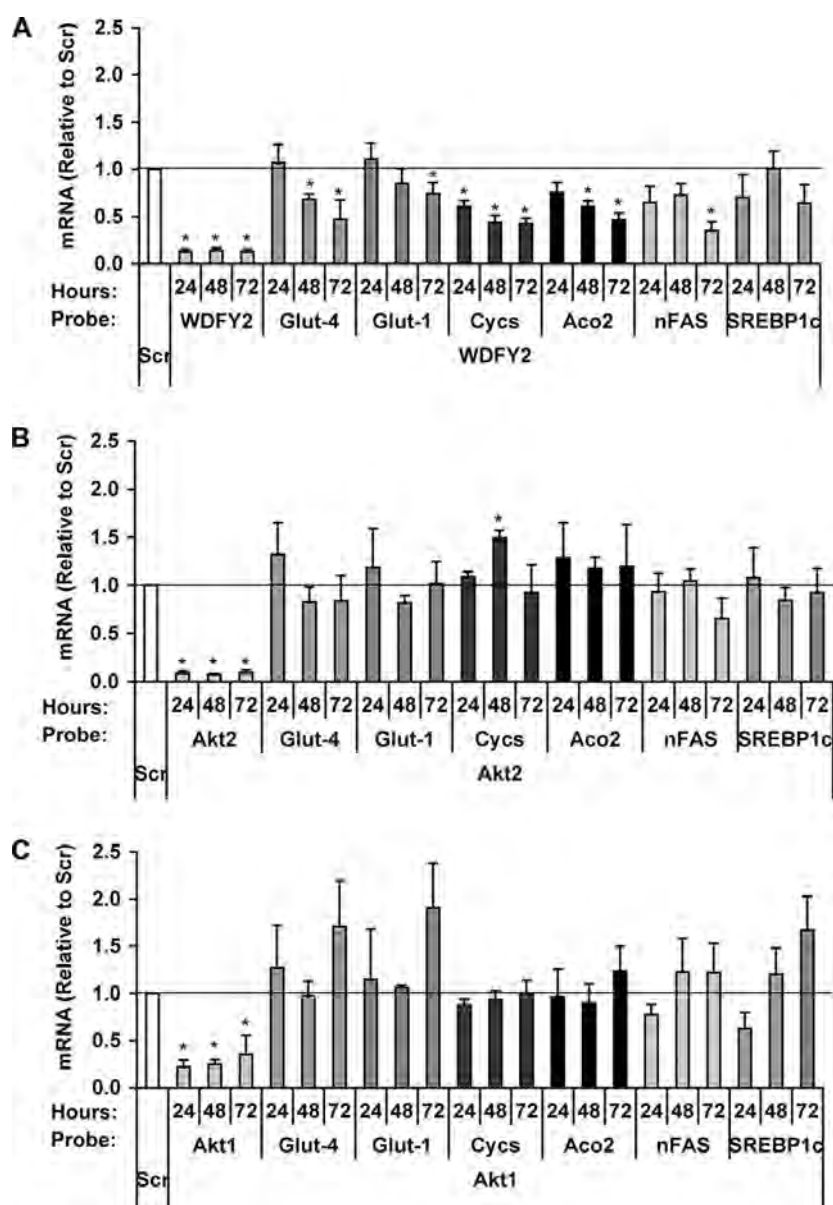 A
mRNA (Relative to Scr)
2.5
2.0
1.5
1.0
0.5
0.0
* * * * * * * * * * * *
Hours: 24 48 72 24 48 72 24 48 72 24 48 72 24 48 72 24 48 72 24 48 72
Probe: WDFY2 Glut-4 Glut-1 Cycs Aco2 nFAS SREBP1c
Scr WDFY2
B
mRNA (Relative to Scr)
2.5
2.0
1.5
1.0
0.5
0.0
* * * *
Hours: 24 48 72 24 48 72 24 48 72 24 48 72 24 48 72 24 48 72 24 48 72
Probe: Akt2 Glut-4 Glut-1 Cycs Aco2 nFAS SREBP1c
Scr Akt2
C
mRNA (Relative to Scr)
2.5
2.0
1.5
1.0
0.5
0.0
* * *
Hours: 24 48 72 24 48 72 24 48 72 24 48 72 24 48 72 24 48 72 24 48 72
Probe: Akt1 Glut-4 Glut-1 Cycs Aco2 nFAS SREBP1c
Scr Akt1